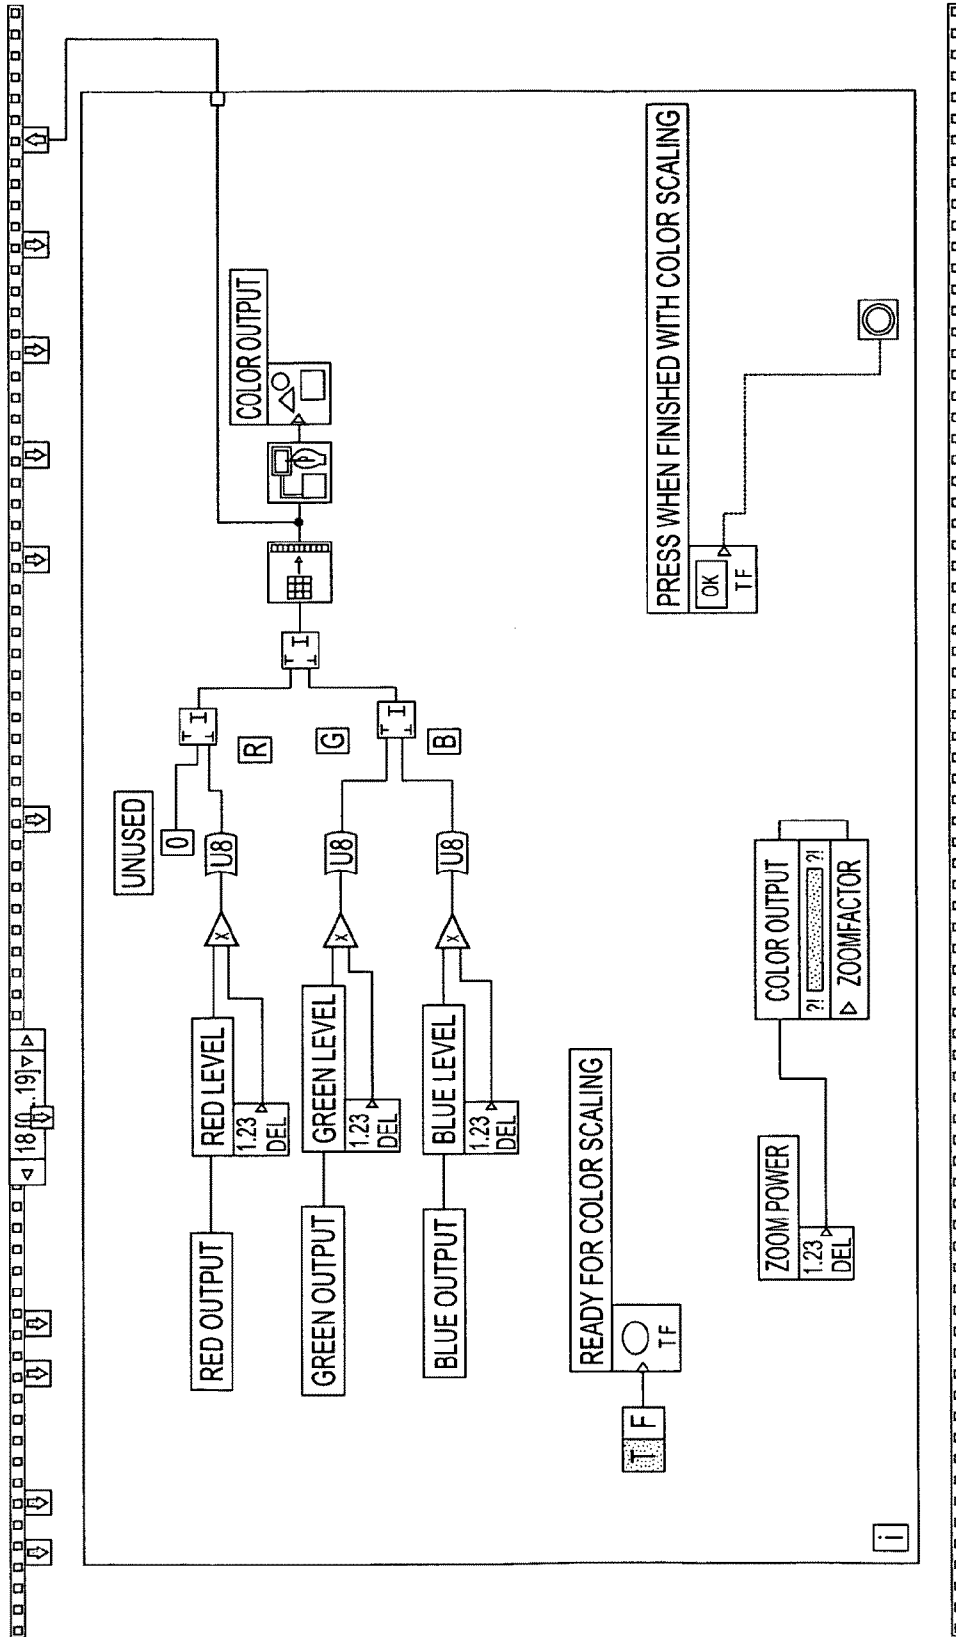 18 [0..19]
UNUSED
0
R
G
B
COLOR OUTPUT
RED OUTPUT
RED LEVEL
1.23
DEL
X
U8
GREEN OUTPUT
GREEN LEVEL
1.23
DEL
X
U8
BLUE OUTPUT
BLUE LEVEL
1.23
DEL
X
U8
READY FOR COLOR SCALING
T F
TF
PRESS WHEN FINISHED WITH COLOR SCALING
OK
TF
ZOOM POWER
1.23
DEL
COLOR OUTPUT
?! ?!
ZOOMFACTOR
i